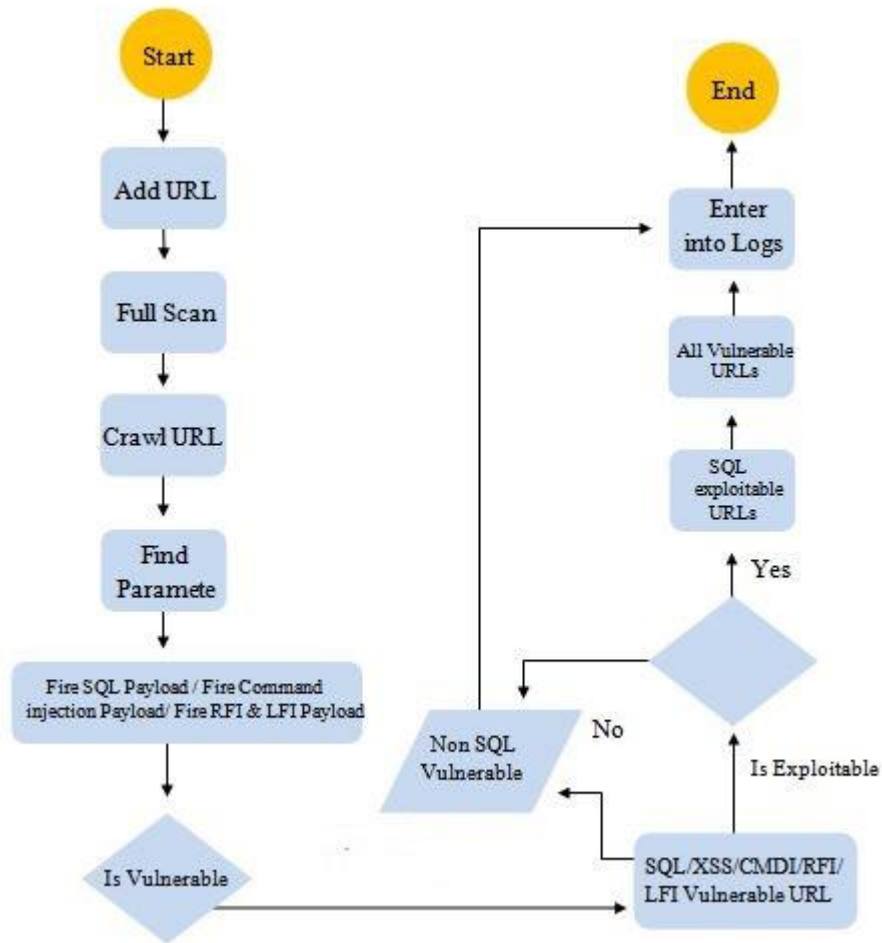 Start
Add URL
Full Scan
Crawl URL
Find
Paramete
Fire SQL Payload / Fire Command
injection Payload/ Fire RFI & LFI Payload
Is Vulnerable
End
Enter
into Logs
All Vulnerable
URLs
SQL
exploitable
URLs
Yes
No
Non SQL
Vulnerable
Is Exploitable
SQL/XSS/CMDI/RFI/
LFI Vulnerable URL